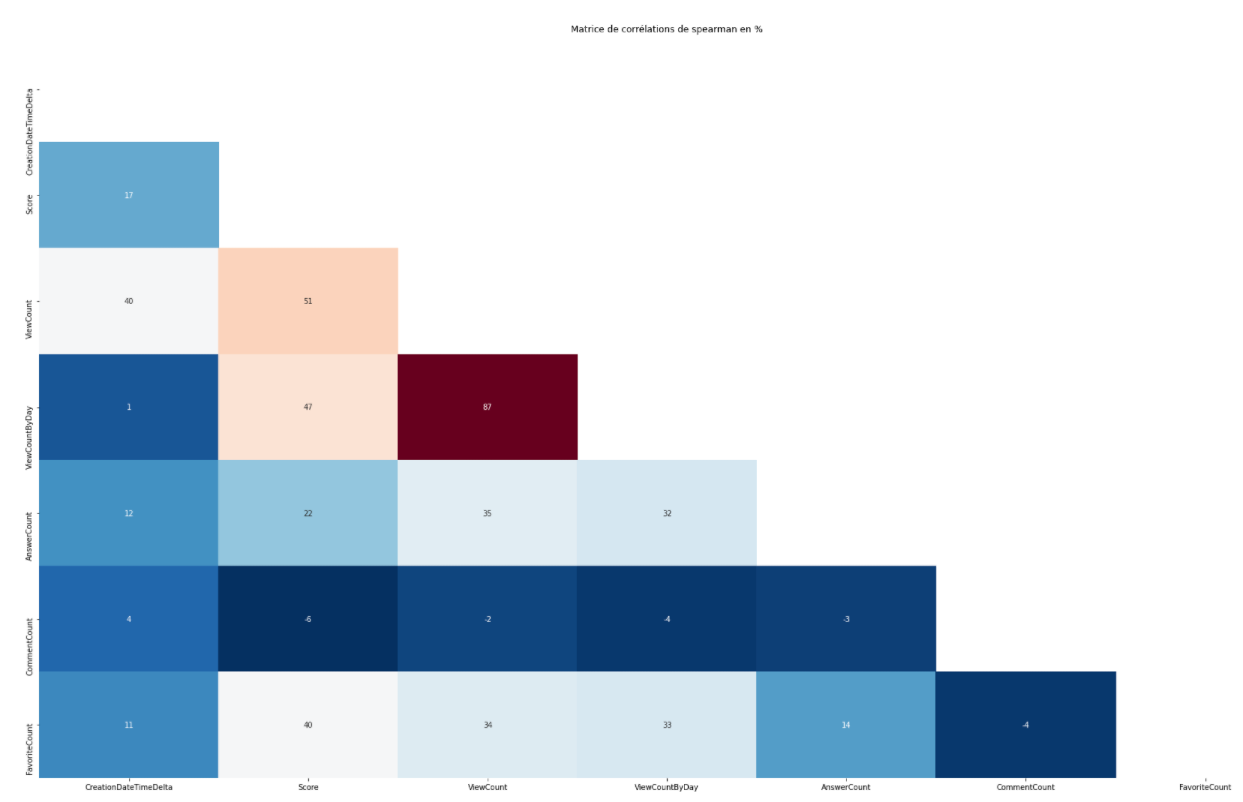 Matrice de corrélations de spearman en %
CreationDateTimeDelta
Score
17
ViewCount
40 51
ViewCountByDay
1 47 87
AnswerCount
12 22 35 32
CommentCount
4 -6 -2 -4 -3
FavoriteCount
11 40 34 33 14 -4
CreationDateTimeDelta Score ViewCount ViewCountByDay AnswerCount CommentCount FavoriteCount